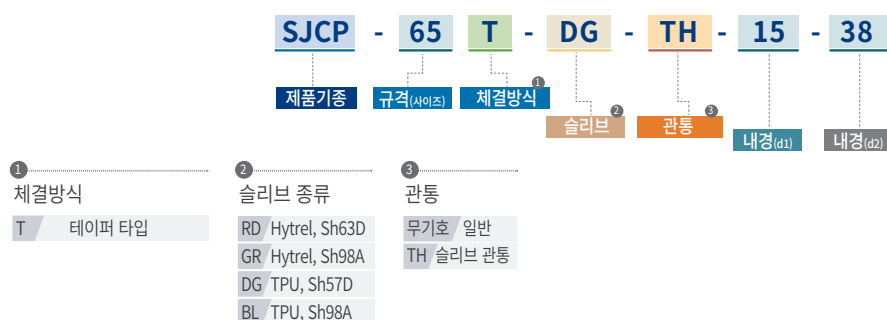 SJCP - 65 T - DG - TH - 15 - 38
제품기종 규격(사이즈) 체결방식 1
슬리브 2 관통 3
내경(d1) 내경(d2)
1 2 3
체결방식 슬리브 종류 관통
T 테이퍼 타입 RD Hytrel, Sh63D 무기호 일반
GR Hytrel, Sh98A TH 슬리브 관통
DG TPU, Sh57D
BL TPU, Sh98A